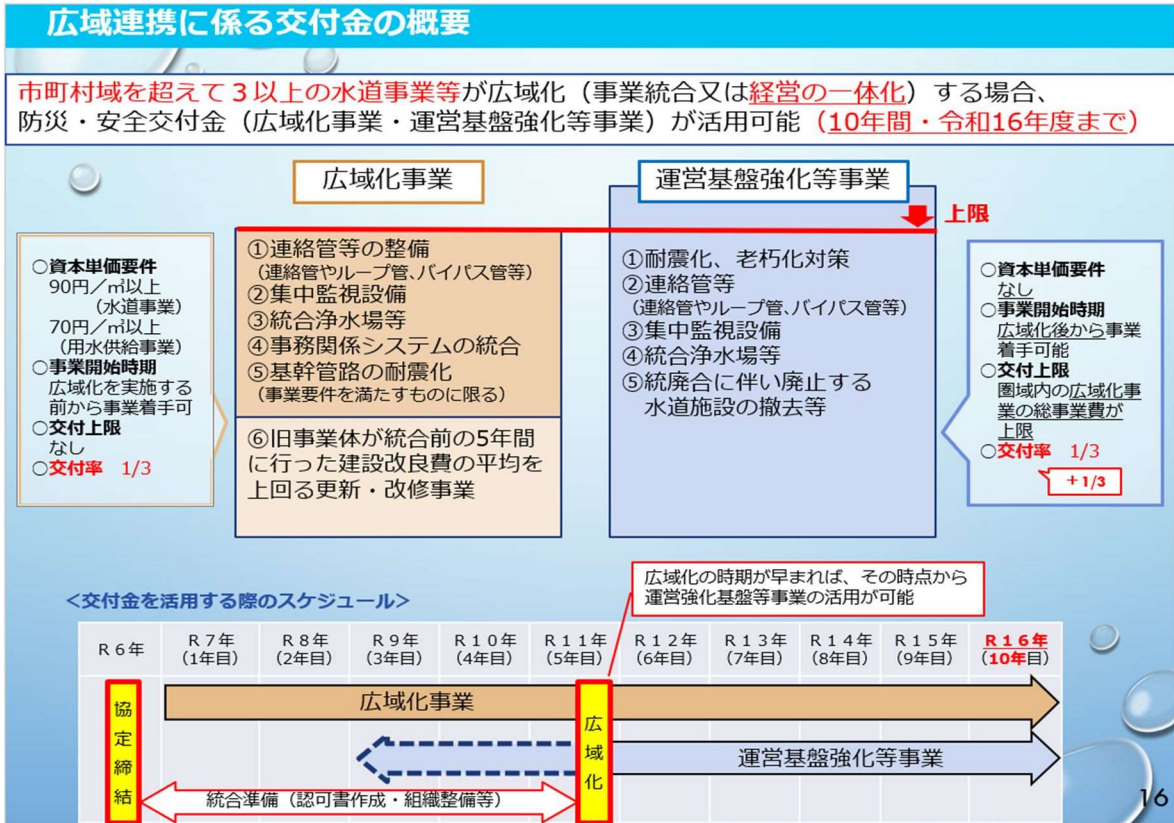 広域連携に係る交付金の概要
市町村域を超えて３以上の水道事業等が広域化（事業統合又は経営の一体化）する場合、
防災・安全交付金（広域化事業・運営基盤強化等事業）が活用可能（10年間・令和16年度まで）
広域化事業
運営基盤強化等事業
上限
○資本単価要件
90円／㎥以上
（水道事業）
70円／㎥以上
（用水供給事業）
○事業開始時期
広域化を実施する
前から事業着手可
○交付上限
なし
○交付率 1/3
①連絡管等の整備
（連絡管やループ管、バイパス管等）
②集中監視設備
③統合浄水場等
④事務関係システムの統合
⑤基幹管路の耐震化
（事業要件を満たすものに限る）
⑥旧事業体が統合前の5年間
に行った建設改良費の平均を
上回る更新・改修事業
①耐震化、老朽化対策
②連絡管等
（連絡管やループ管、バイパス管等）
③集中監視設備
④統合浄水場等
⑤統廃合に伴い廃止する
水道施設の撤去等
○資本単価要件
なし
○事業開始時期
広域化後から事業
着手可能
○交付上限
圏域内の広域化事
業の総事業費が
上限
○交付率 1/3
＋1/3
広域化の時期が早まれば、その時点から
運営強化基盤等事業の活用が可能
＜交付金を活用する際のスケジュール＞
Ｒ６年
Ｒ７年
（1年目）
Ｒ８年
（2年目）
Ｒ９年
（3年目）
Ｒ１０年
（4年目）
Ｒ１１年
（5年目）
Ｒ１２年
（6年目）
Ｒ１３年
（7年目）
Ｒ１４年
（8年目）
Ｒ１５年
（9年目）
Ｒ１６年
（10年目）
協定締結
広域化事業
広域化
運営基盤強化等事業
統合準備（認可書作成・組織整備等）
16